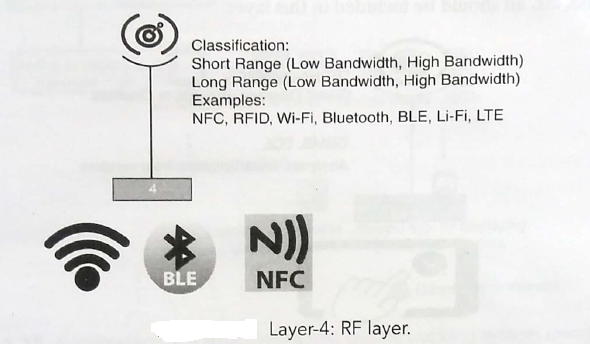 Classification:
Short Range (Low Bandwidth, High Bandwidth)
Long Range (Low Bandwidth, High Bandwidth)
Examples:
NFC, RFID, Wi-Fi, Bluetooth, BLE, Li-Fi, LTE
4
BLE
NFC
Layer-4: RF layer.